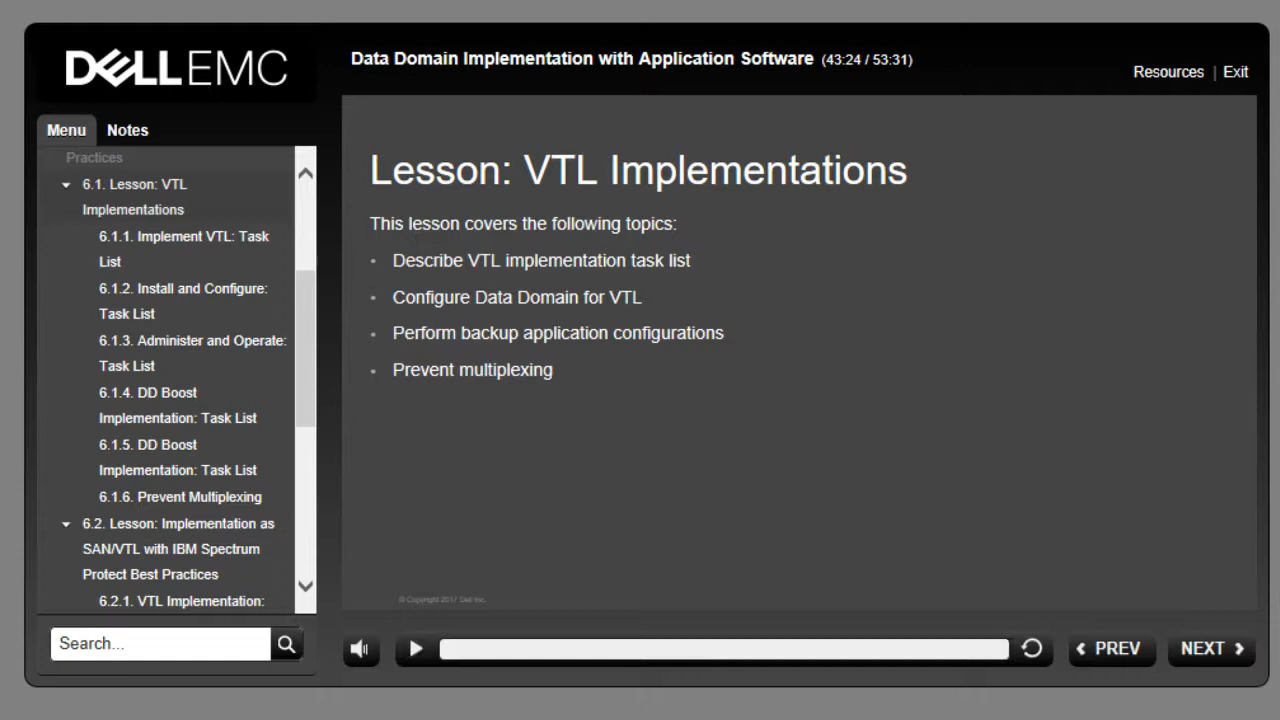 DELLEMC
Data Domain Implementation with Application Software (43:24 / 53:31)
Resources | Exit
Menu
Notes
Practices
6.1. Lesson: VTL
Implementations
6.1.1. Implement VTL: Task
List
6.1.2. Install and Configure:
Task List
6.1.3. Administer and Operate:
Task List
6.1.4. DD Boost
Implementation: Task List
6.1.5. DD Boost
Implementation: Task List
6.1.6. Prevent Multiplexing
6.2. Lesson: Implementation as
SAN/VTL with IBM Spectrum
Protect Best Practices
6.2.1. VTL Implementation:
Search...
Lesson: VTL Implementations
This lesson covers the following topics:
• Describe VTL implementation task list
• Configure Data Domain for VTL
• Perform backup application configurations
• Prevent multiplexing
© Copyright 2017 Dell Inc.
PREV
NEXT